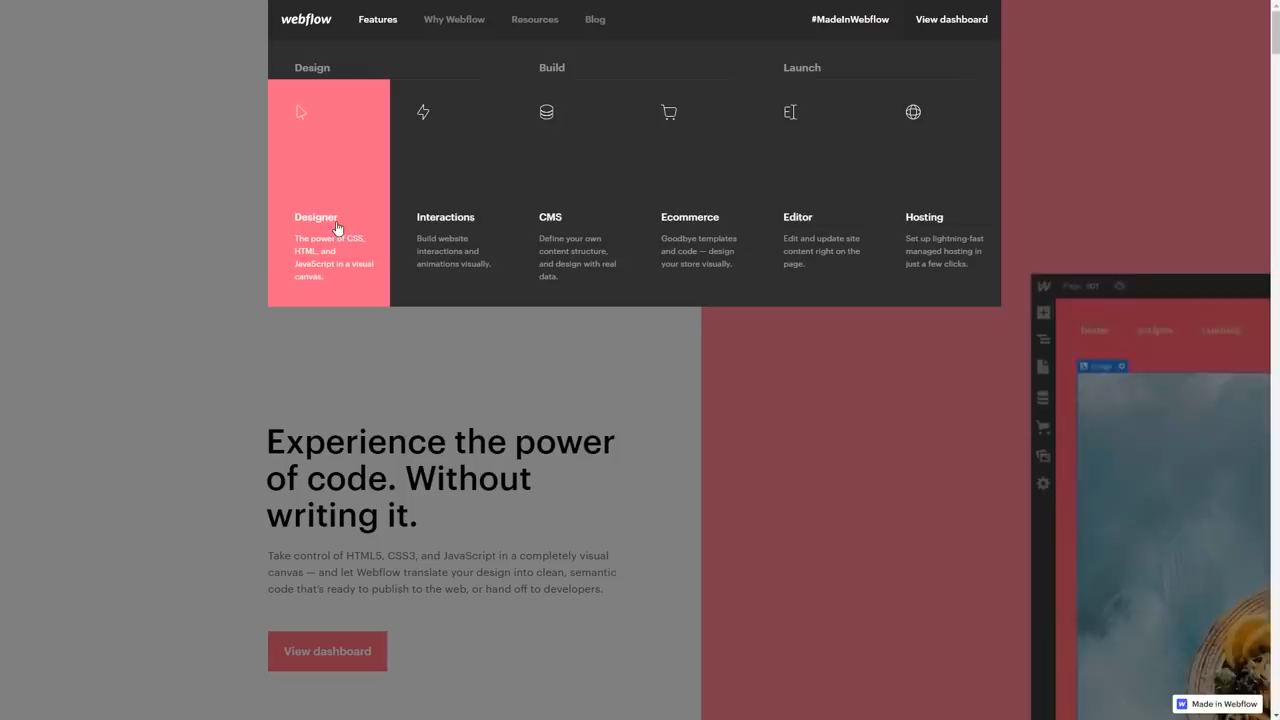 webflow
Features
Why Webflow
Resources
Blog
#MadeInWebflow
View dashboard
Design
Build
Launch
Designer
The power of CSS,
HTML, and
JavaScript in a visual
canvas.
Interactions
Build website
interactions and
animations visually.
CMS
Define your own
content structure,
and design with real
data.
Ecommerce
Goodbye templates
and code — design
your store visually.
Editor
Edit and update site
content right on the
page.
Hosting
Set up lightning-fast
managed hosting in
just a few clicks.
Experience the power
of code. Without
writing it.
Take control of HTML5, CSS3, and JavaScript in a completely visual
canvas — and let Webflow translate your design into clean, semantic
code that's ready to publish to the web, or hand off to developers.
View dashboard
Made in Webflow